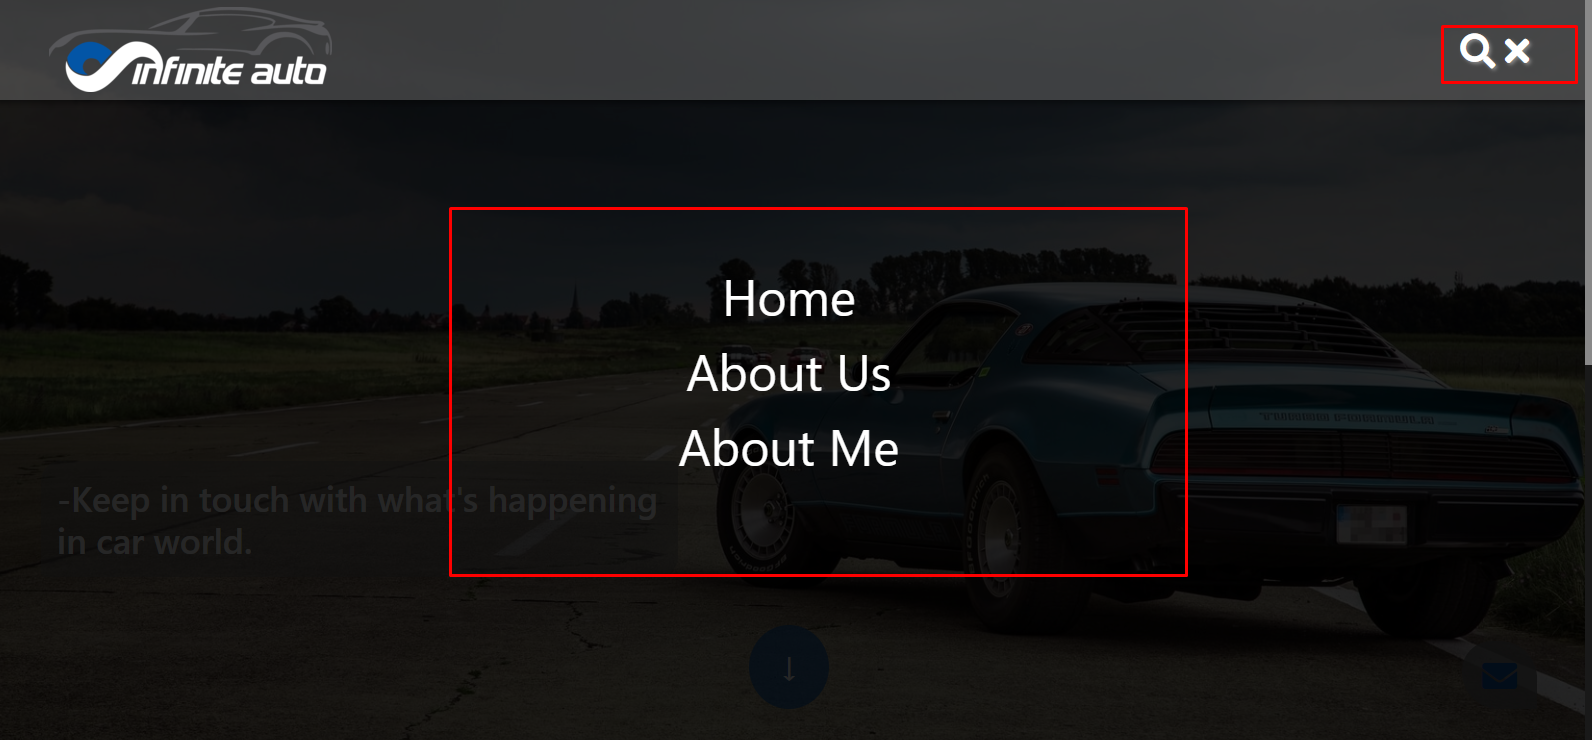 infinite auto
Home
About Us
About Me
-Keep in touch with what's happening
in car world.
↓